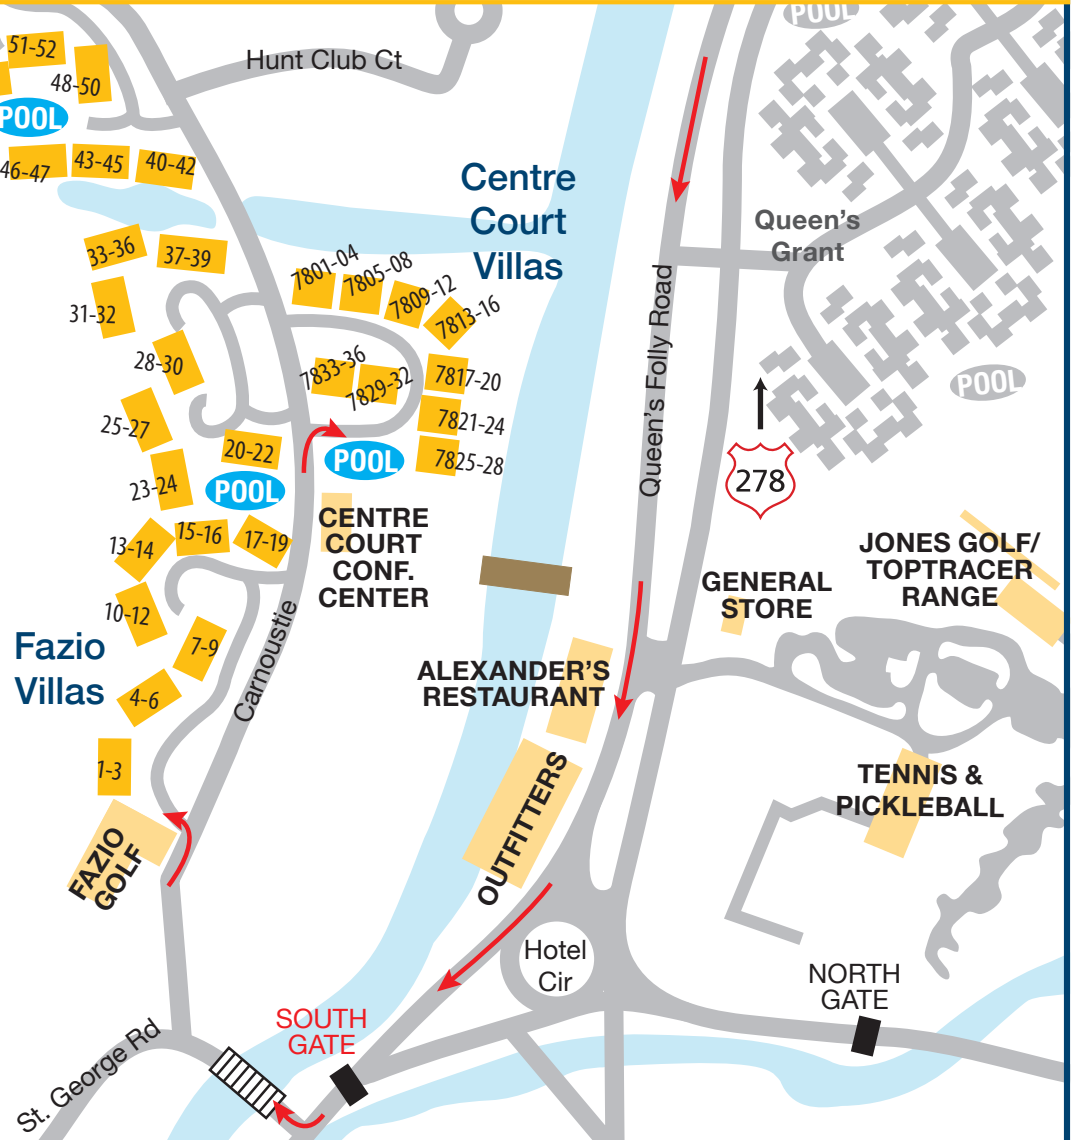 POOL
51-52
48-50
Hunt Club Ct
POOL
46-47
43-45
40-42
Centre
Court
Villas
33-36
37-39
Queen's
Grant
7801-04
7805-08
7809-12
7813-16
31-32
28-30
7833-36
7829-32
7817-20
7821-24
7825-28
Queen's Folly Road
POOL
25-27
20-22
POOL
23-24
POOL
278
13-14
15-16
17-19
CENTRE
COURT
CONF.
CENTER
JONES GOLF/
TOPTRACER
RANGE
GENERAL
STORE
10-12
7-9
Fazio
Villas
4-6
Carnoustie
ALEXANDER'S
RESTAURANT
1-3
OUTFITTERS
TENNIS &
PICKLEBALL
FAZIO
GOLF
Hotel
Cir
NORTH
GATE
SOUTH
GATE
St. George Rd